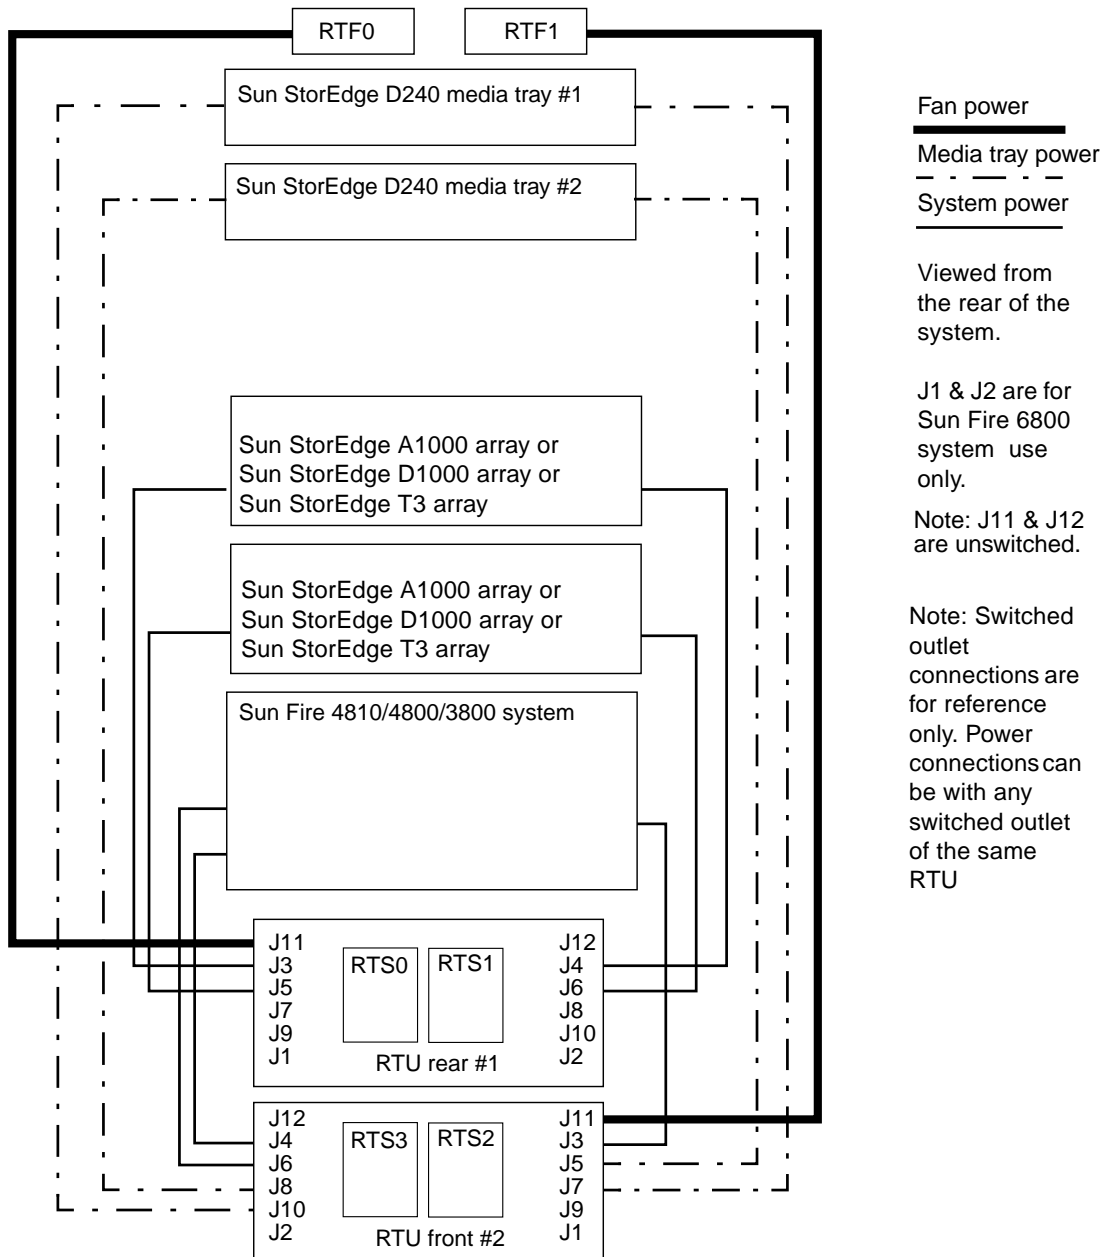 RTF0
RTF1
Sun StorEdge D240 media tray #1
Sun StorEdge D240 media tray #2
Sun StorEdge A1000 array or
Sun StorEdge D1000 array or
Sun StorEdge T3 array
Sun StorEdge A1000 array or
Sun StorEdge D1000 array or
Sun StorEdge T3 array
Sun Fire 4810/4800/3800 system
J11
J3
J5
J7
J9
J1
RTS0
RTS1
RTU rear #1
J12
J4
J6
J8
J10
J2
J12
J4
J6
J8
J10
J2
RTS3
RTS2
RTU front #2
J11
J3
J5
J7
J9
J1
Fan power
Media tray power
System power
Viewed from
the rear of the
system.
J1 & J2 are for
Sun Fire 6800
system use
only.
Note: J11 & J12
are unswitched.
Note: Switched
outlet
connections are
for reference
only. Power
connections can
be with any
switched outlet
of the same
RTU